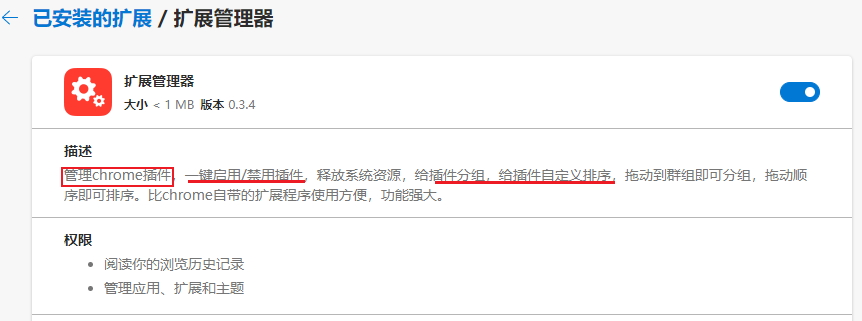 已安装的扩展 / 扩展管理器
扩展管理器
大小 < 1 MB 版本 0.3.4
描述
管理chrome插件，一键启用/禁用插件，释放系统资源，给插件分组，给插件自定义排序，拖动到群组即可分组，拖动顺
序即可排序。比chrome自带的扩展程序使用方便，功能强大。
权限
阅读你的浏览历史记录
管理应用、扩展和主题